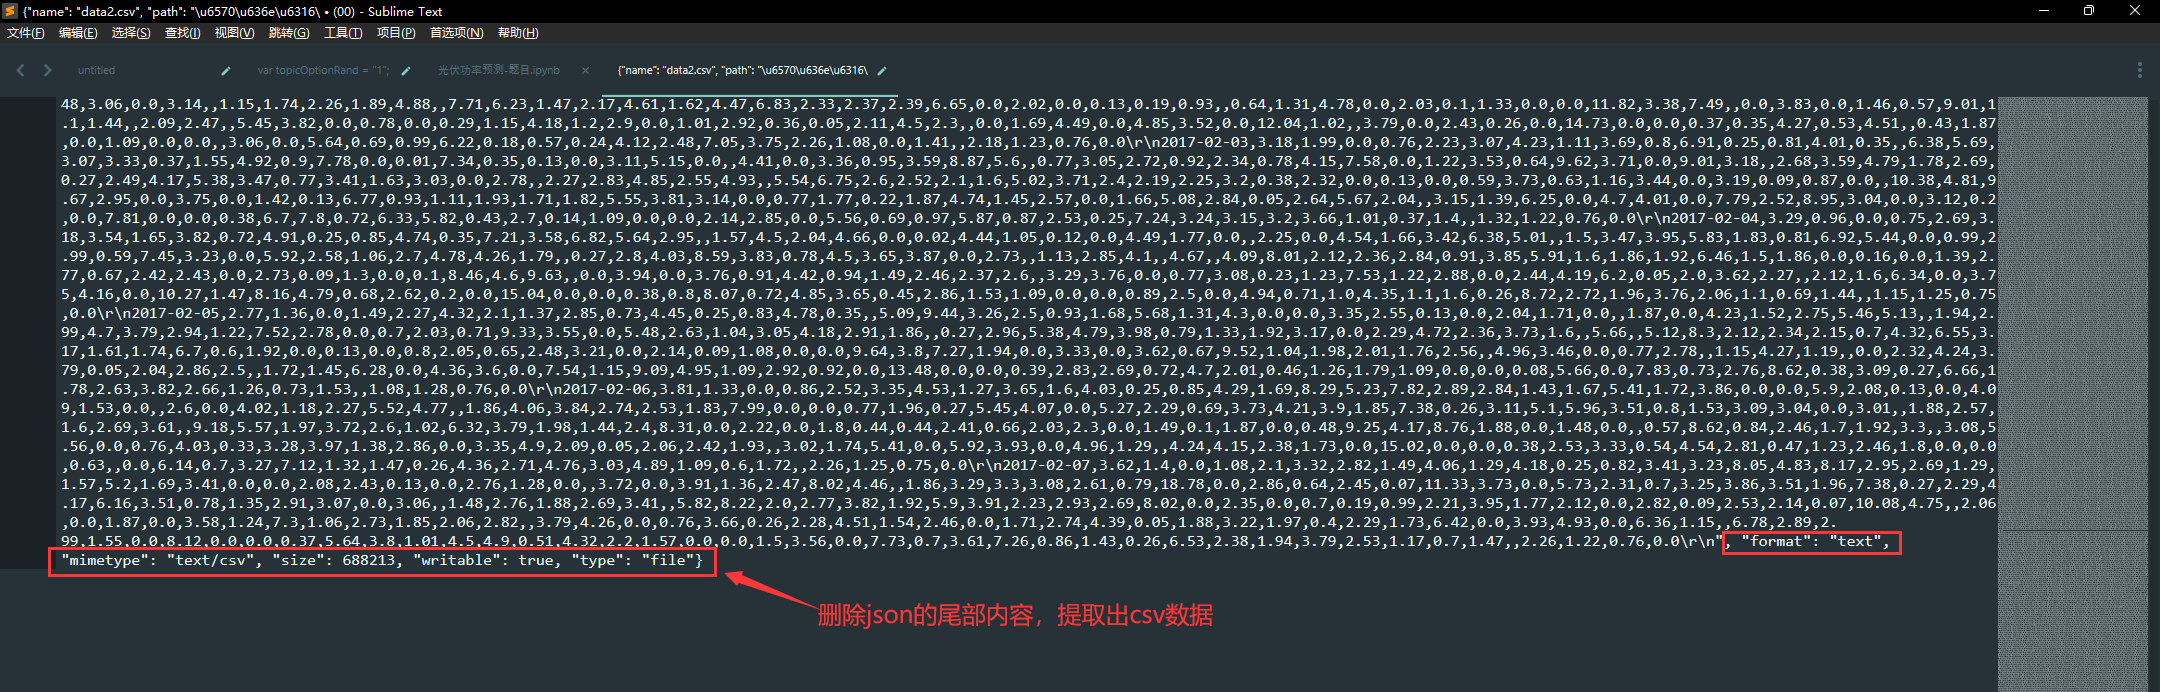 {"name": "data2.csv", "path": "\u6570\u636e\u6316\ • (00) - Sublime Text
文件(F) 编辑(E) 选择(S) 查找(I) 视图(V) 跳转(G) 工具(T) 项目(P) 首选项(N) 帮助(H)
untitled var topicOptionRand = "1"; 光伏功率预测-题目.ipynb {"name": "data2.csv", "path": "\u6570\u636e\u6316\
48,3.06,0.0,3.14,,1.15,1.74,2.26,1.89,4.88,,7.71,6.23,1.47,2.17,4.61,1.62,4.47,6.83,2.33,2.37,2.39,6.65,0.0,2.02,0.0,0.13,0.19,0.93,,0.64,1.31,4.78,0.0,2.03,0.1,1.33,0.0,0.0,11.82,3.38,7.49,,0.0,3.83,0.0,1.46,0.57,9.01,1
.1,1.44,,2.09,2.47,,5.45,3.82,0.0,0.78,0.0,0.29,1.15,4.18,1.2,2.9,0.0,1.01,2.92,0.36,0.05,2.11,4.5,2.3,,0.0,1.69,4.49,0.0,4.85,3.52,0.0,12.04,1.02,,3.79,0.0,2.43,0.26,0.0,14.73,0.0,0.0,0.37,0.35,4.27,0.53,4.51,,0.43,1.87
,0.0,1.09,0.0,0.0,,3.06,0.0,5.64,0.69,0.99,6.22,0.18,0.57,0.24,4.12,2.48,7.05,3.75,2.26,1.08,0.0,1.41,,2.18,1.23,0.76,0.0\r\n2017-02-03,3.18,1.99,0.0,0.76,2.23,3.07,4.23,1.11,3.69,0.8,6.91,0.25,0.81,4.01,0.35,,6.38,5.69,
3.07,3.33,0.37,1.55,4.92,0.9,7.78,0.0,0.01,7.34,0.35,0.13,0.0,3.11,5.15,0.0,,4.41,0.0,3.36,0.95,3.59,8.87,5.6,,0.77,3.05,2.72,0.92,2.34,0.78,4.15,7.58,0.0,1.22,3.53,0.64,9.62,3.71,0.0,9.01,3.18,,2.68,3.59,4.79,1.78,2.69,
0.27,2.49,4.17,5.38,3.47,0.77,3.41,1.63,3.03,0.0,2.78,,2.27,2.83,4.85,2.55,4.93,,5.54,6.75,2.6,2.52,2.1,1.6,5.02,3.71,2.4,2.19,2.25,3.2,0.38,2.32,0.0,0.13,0.0,0.59,3.73,0.63,1.16,3.44,0.0,3.19,0.09,0.87,0.0,,10.38,4.81,9
.67,2.95,0.0,3.75,0.0,1.42,0.13,6.77,0.93,1.11,1.93,1.71,1.82,5.55,3.81,3.14,0.0,0.77,1.77,0.22,1.87,4.74,1.45,2.57,0.0,1.66,5.08,2.84,0.05,2.64,5.67,2.04,,3.15,1.39,6.25,0.0,4.7,4.01,0.0,7.79,2.52,8.95,3.04,0.0,3.12,0.2
,0.0,7.81,0.0,0.0,0.38,6.7,7.8,0.72,6.33,5.82,0.43,2.7,0.14,1.09,0.0,0.0,2.14,2.85,0.0,5.56,0.69,0.97,5.87,0.87,2.53,0.25,7.24,3.24,3.15,3.2,3.66,1.01,0.37,1.4,,1.32,1.22,0.76,0.0\r\n2017-02-04,3.29,0.96,0.0,0.75,2.69,3.
18,3.54,1.65,3.82,0.72,4.91,0.25,0.85,4.74,0.35,7.21,3.58,6.82,5.64,2.95,,1.57,4.5,2.04,4.66,0.0,0.02,4.44,1.05,0.12,0.0,4.49,1.77,0.0,,2.25,0.0,4.54,1.66,3.42,6.38,5.01,,1.5,3.47,3.95,5.83,1.83,0.81,6.92,5.44,0.0,0.99,2
.99,0.59,7.45,3.23,0.0,5.92,2.58,1.06,2.7,4.78,4.26,1.79,,0.27,2.8,4.03,8.59,3.83,0.78,4.5,3.65,3.87,0.0,2.73,,1.13,2.85,4.1,,4.67,,4.09,8.01,2.12,2.36,2.84,0.91,3.85,5.91,1.6,1.86,1.92,6.46,1.5,1.86,0.0,0.16,0.0,1.39,2.
77,0.67,2.42,2.43,0.0,2.73,0.09,1.3,0.0,0.1,8.46,4.6,9.63,,0.0,3.94,0.0,3.76,0.91,4.42,0.94,1.49,2.46,2.37,2.6,,3.29,3.76,0.0,0.77,3.08,0.23,1.23,7.53,1.22,2.88,0.0,2.44,4.19,6.2,0.05,2.0,3.62,2.27,,2.12,1.6,6.34,0.0,3.7
5,4.16,0.0,10.27,1.47,8.16,4.79,0.68,2.62,0.2,0.0,15.04,0.0,0.0,0.38,0.8,8.07,0.72,4.85,3.65,0.45,2.86,1.53,1.09,0.0,0.0,0.89,2.5,0.0,4.94,0.71,1.0,4.35,1.1,1.6,0.26,8.72,2.72,1.96,3.76,2.06,1.1,0.69,1.44,,1.15,1.25,0.75
,0.0\r\n2017-02-05,2.77,1.36,0.0,1.49,2.27,4.32,2.1,1.37,2.85,0.73,4.45,0.25,0.83,4.78,0.35,,5.09,9.44,3.26,2.5,0.93,1.68,5.68,1.31,4.3,0.0,0.0,3.35,2.55,0.13,0.0,2.04,1.71,0.0,,1.87,0.0,4.23,1.52,2.75,5.46,5.13,,1.94,2.
99,4.7,3.79,2.94,1.22,7.52,2.78,0.0,0.7,2.03,0.71,9.33,3.55,0.0,5.48,2.63,1.04,3.05,4.18,2.91,1.86,,0.27,2.96,5.38,4.79,3.98,0.79,1.33,1.92,3.17,0.0,2.29,4.72,2.36,3.73,1.6,,5.66,,5.12,8.3,2.12,2.34,2.15,0.7,4.32,6.55,3.
17,1.61,1.74,6.7,0.6,1.92,0.0,0.13,0.0,0.8,2.05,0.65,2.48,3.21,0.0,2.14,0.09,1.08,0.0,0.0,9.64,3.8,7.27,1.94,0.0,3.33,0.0,3.62,0.67,9.52,1.04,1.98,2.01,1.76,2.56,,4.96,3.46,0.0,0.77,2.78,,1.15,4.27,1.19,,0.0,2.32,4.24,3.
79,0.05,2.04,2.86,2.5,,1.72,1.45,6.28,0.0,4.36,3.6,0.0,7.54,1.15,9.09,4.95,1.09,2.92,0.92,0.0,13.48,0.0,0.0,0.39,2.83,2.69,0.72,4.7,2.01,0.46,1.26,1.79,1.09,0.0,0.0,0.08,5.66,0.0,7.83,0.73,2.76,8.62,0.38,3.09,0.27,6.66,1
.78,2.63,3.82,2.66,1.26,0.73,1.53,,1.08,1.28,0.76,0.0\r\n2017-02-06,3.81,1.33,0.0,0.86,2.52,3.35,4.53,1.27,3.65,1.6,4.03,0.25,0.85,4.29,1.69,8.29,5.23,7.82,2.89,2.84,1.43,1.67,5.41,1.72,3.86,0.0,0.0,5.9,2.08,0.13,0.0,4.0
9,1.53,0.0,,2.6,0.0,4.02,1.18,2.27,5.52,4.77,,1.86,4.06,3.84,2.74,2.53,1.83,7.99,0.0,0.0,0.77,1.96,0.27,5.45,4.07,0.0,5.27,2.29,0.69,3.73,4.21,3.9,1.85,7.38,0.26,3.11,5.1,5.96,3.51,0.8,1.53,3.09,3.04,0.0,3.01,,1.88,2.57,
1.6,2.69,3.61,,9.18,5.57,1.97,3.72,2.6,1.02,6.32,3.79,1.98,1.44,2.4,8.31,0.0,2.22,0.0,1.8,0.44,0.44,2.41,0.66,2.03,2.3,0.0,1.49,0.1,1.87,0.0,0.48,9.25,4.17,8.76,1.88,0.0,1.48,0.0,,0.57,8.62,0.84,2.46,1.7,1.92,3.3,,3.08,5
.56,0.0,0.76,4.03,0.33,3.28,3.97,1.38,2.86,0.0,3.35,4.9,2.09,0.05,2.06,2.42,1.93,,3.02,1.74,5.41,0.0,5.92,3.93,0.0,4.96,1.29,,4.24,4.15,2.38,1.73,0.0,15.02,0.0,0.0,0.38,2.53,3.33,0.54,4.54,2.81,0.47,1.23,2.46,1.8,0.0,0.0
,0.63,,0.0,6.14,0.7,3.27,7.12,1.32,1.47,0.26,4.36,2.71,4.76,3.03,4.89,1.09,0.6,1.72,,2.26,1.25,0.75,0.0\r\n2017-02-07,3.62,1.4,0.0,1.08,2.1,3.32,2.82,1.49,4.06,1.29,4.18,0.25,0.82,3.41,3.23,8.05,4.83,8.17,2.95,2.69,1.29,
1.57,5.2,1.69,3.41,0.0,0.0,2.08,2.43,0.13,0.0,2.76,1.28,0.0,,3.72,0.0,3.91,1.36,2.47,8.02,4.46,,1.86,3.29,3.3,3.08,2.61,0.79,18.78,0.0,2.86,0.64,2.45,0.07,11.33,3.73,0.0,5.73,2.31,0.7,3.25,3.86,3.51,1.96,7.38,0.27,2.29,4
.17,6.16,3.51,0.78,1.35,2.91,3.07,0.0,3.06,,1.48,2.76,1.88,2.69,3.41,,5.82,8.22,2.0,2.77,3.82,1.92,5.9,3.91,2.23,2.93,2.69,8.02,0.0,2.35,0.0,0.7,0.19,0.99,2.21,3.95,1.77,2.12,0.0,2.82,0.09,2.53,2.14,0.07,10.08,4.75,,2.06
,0.0,1.87,0.0,3.58,1.24,7.3,1.06,2.73,1.85,2.06,2.82,,3.79,4.26,0.0,0.76,3.66,0.26,2.28,4.51,1.54,2.46,0.0,1.71,2.74,4.39,0.05,1.88,3.22,1.97,0.4,2.29,1.73,6.42,0.0,3.93,4.93,0.0,6.36,1.15,,6.78,2.89,2.
99,1.55,0.0,8.12,0.0,0.0,0.37,5.64,3.8,1.01,4.5,4.9,0.51,4.32,2.2,1.57,0.0,0.0,1.5,3.56,0.0,7.73,0.7,3.61,7.26,0.86,1.43,0.26,6.53,2.38,1.94,3.79,2.53,1.17,0.7,1.47,,2.26,1.22,0.76,0.0\r\n", "format": "text",
"mimetype": "text/csv", "size": 688213, "writable": true, "type": "file"}
删除json的尾部内容，提取出csv数据